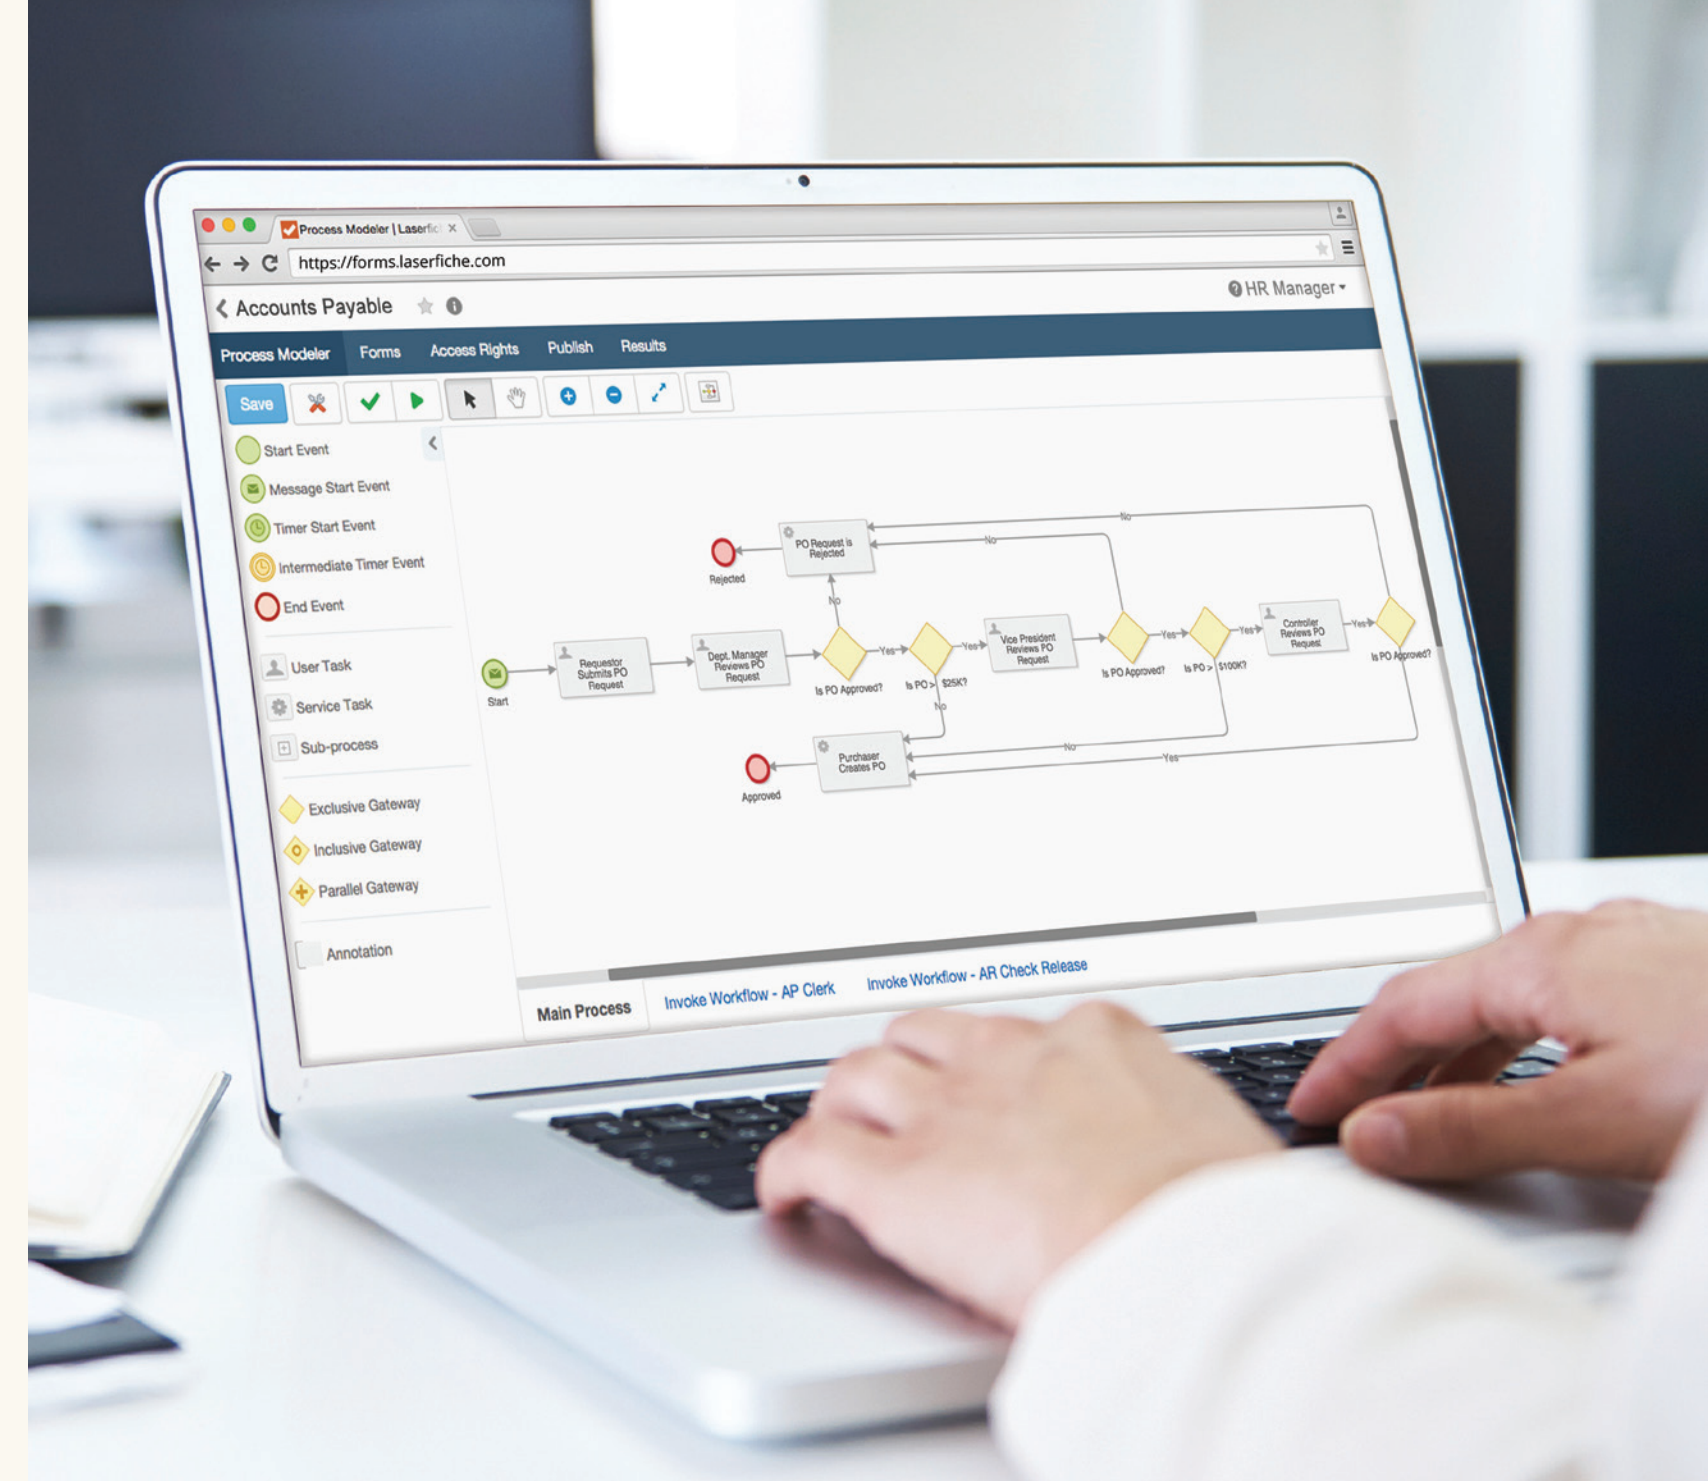 Process Modeler | Laserfic
https://forms.laserfiche.com
Accounts Payable
HR Manager
Process Modeler
Forms
Access Rights
Publish
Results
Save
Start Event
Message Start Event
Timer Start Event
Intermediate Timer Event
End Event
User Task
Service Task
Sub-process
Exclusive Gateway
Inclusive Gateway
Parallel Gateway
Annotation
No
PO Request is
Rejected
No
Rejected
No
Start
Requestor
Submits PO
Request
Dept. Manager
Reviews PO
Request
Is PO Approved?
Yes
Is PO > $25K?
Yes
Vice President
Reviews PO
Request
Is PO Approved?
Yes
Is PO > $100K?
Yes
Controller
Reviews PO
Request
Yes
Is PO Approved?
No
Purchaser
Creates PO
No
Yes
Approved
Main Process
Invoke Workflow - AP Clerk
Invoke Workflow - AR Check Release